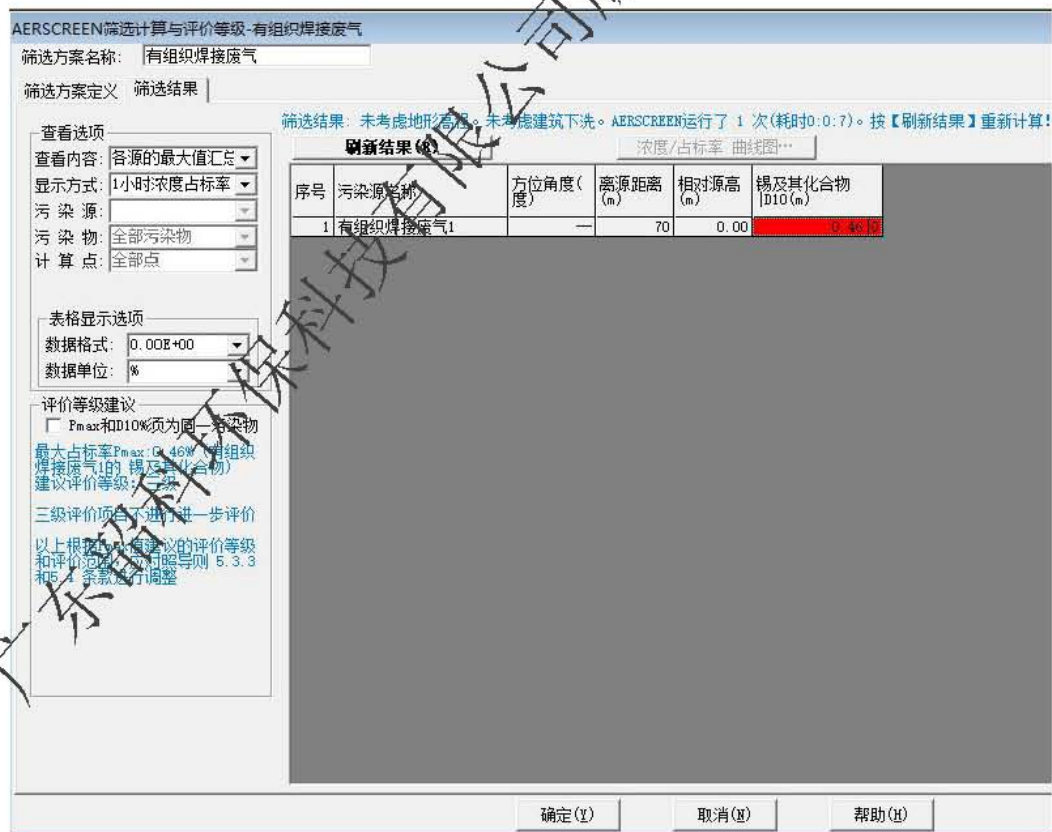 AERSCREEN筛选计算与评价等级-有组织焊接废气
筛选方案名称: 有组织焊接废气
筛选方案定义 筛选结果
筛选结果: 未考虑地形高程。未考虑建筑下洗。AERSCREEN运行了 1 次(耗时0:0:7)。按【刷新结果】重新计算!
查看选项
查看内容: 各源的最大值汇总
显示方式: 1小时浓度占标率
污 染 源:
污 染 物: 全部污染物
计 算 点: 全部点
表格显示选项
数据格式: 0.00E+00
数据单位: %
评价等级建议
Pmax和D10%须为同一污染物
最大占标率Pmax:0.46% (有组织
焊接废气1的 锡及其化合物)
建议评价等级: 三级
三级评价项目不进行进一步评价
以上根据Pmax值建议的评价等级
和评价范围,应对照导则 5.3.3
和5.4 条款进行调整
刷新结果(R) 浓度/占标率 曲线图…
序号 污染源名称 方位角度(度) 离源距离(m) 相对源高(m) 锡及其化合物|D10(m)
1 有组织焊接废气1 — 70 0.00 0.46|0
确定(Y) 取消(N) 帮助(H)
广东韶科环保科技有限公司